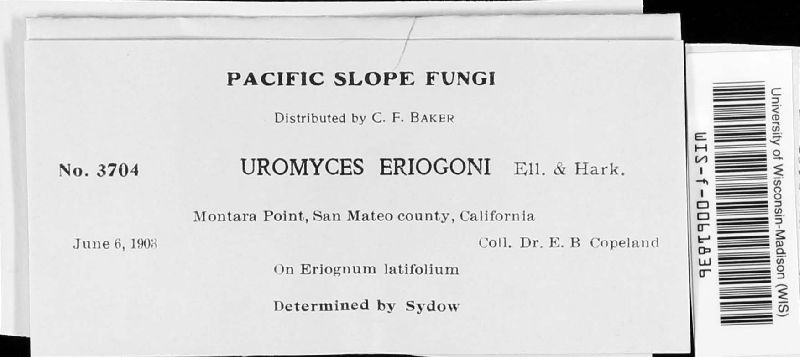 PACIFIC SLOPE FUNGI
Distributed by C. F. BAKER
No. 3704 UROMYCES ERIOGONI Ell. & Hark.
Montara Point, San Mateo county, California
June 6, 1903 Coll. Dr. E. B Copeland
On Eriognum latifolium
Determined by Sydow
University of Wisconsin-Madison (WIS)
WIS-f-0061836